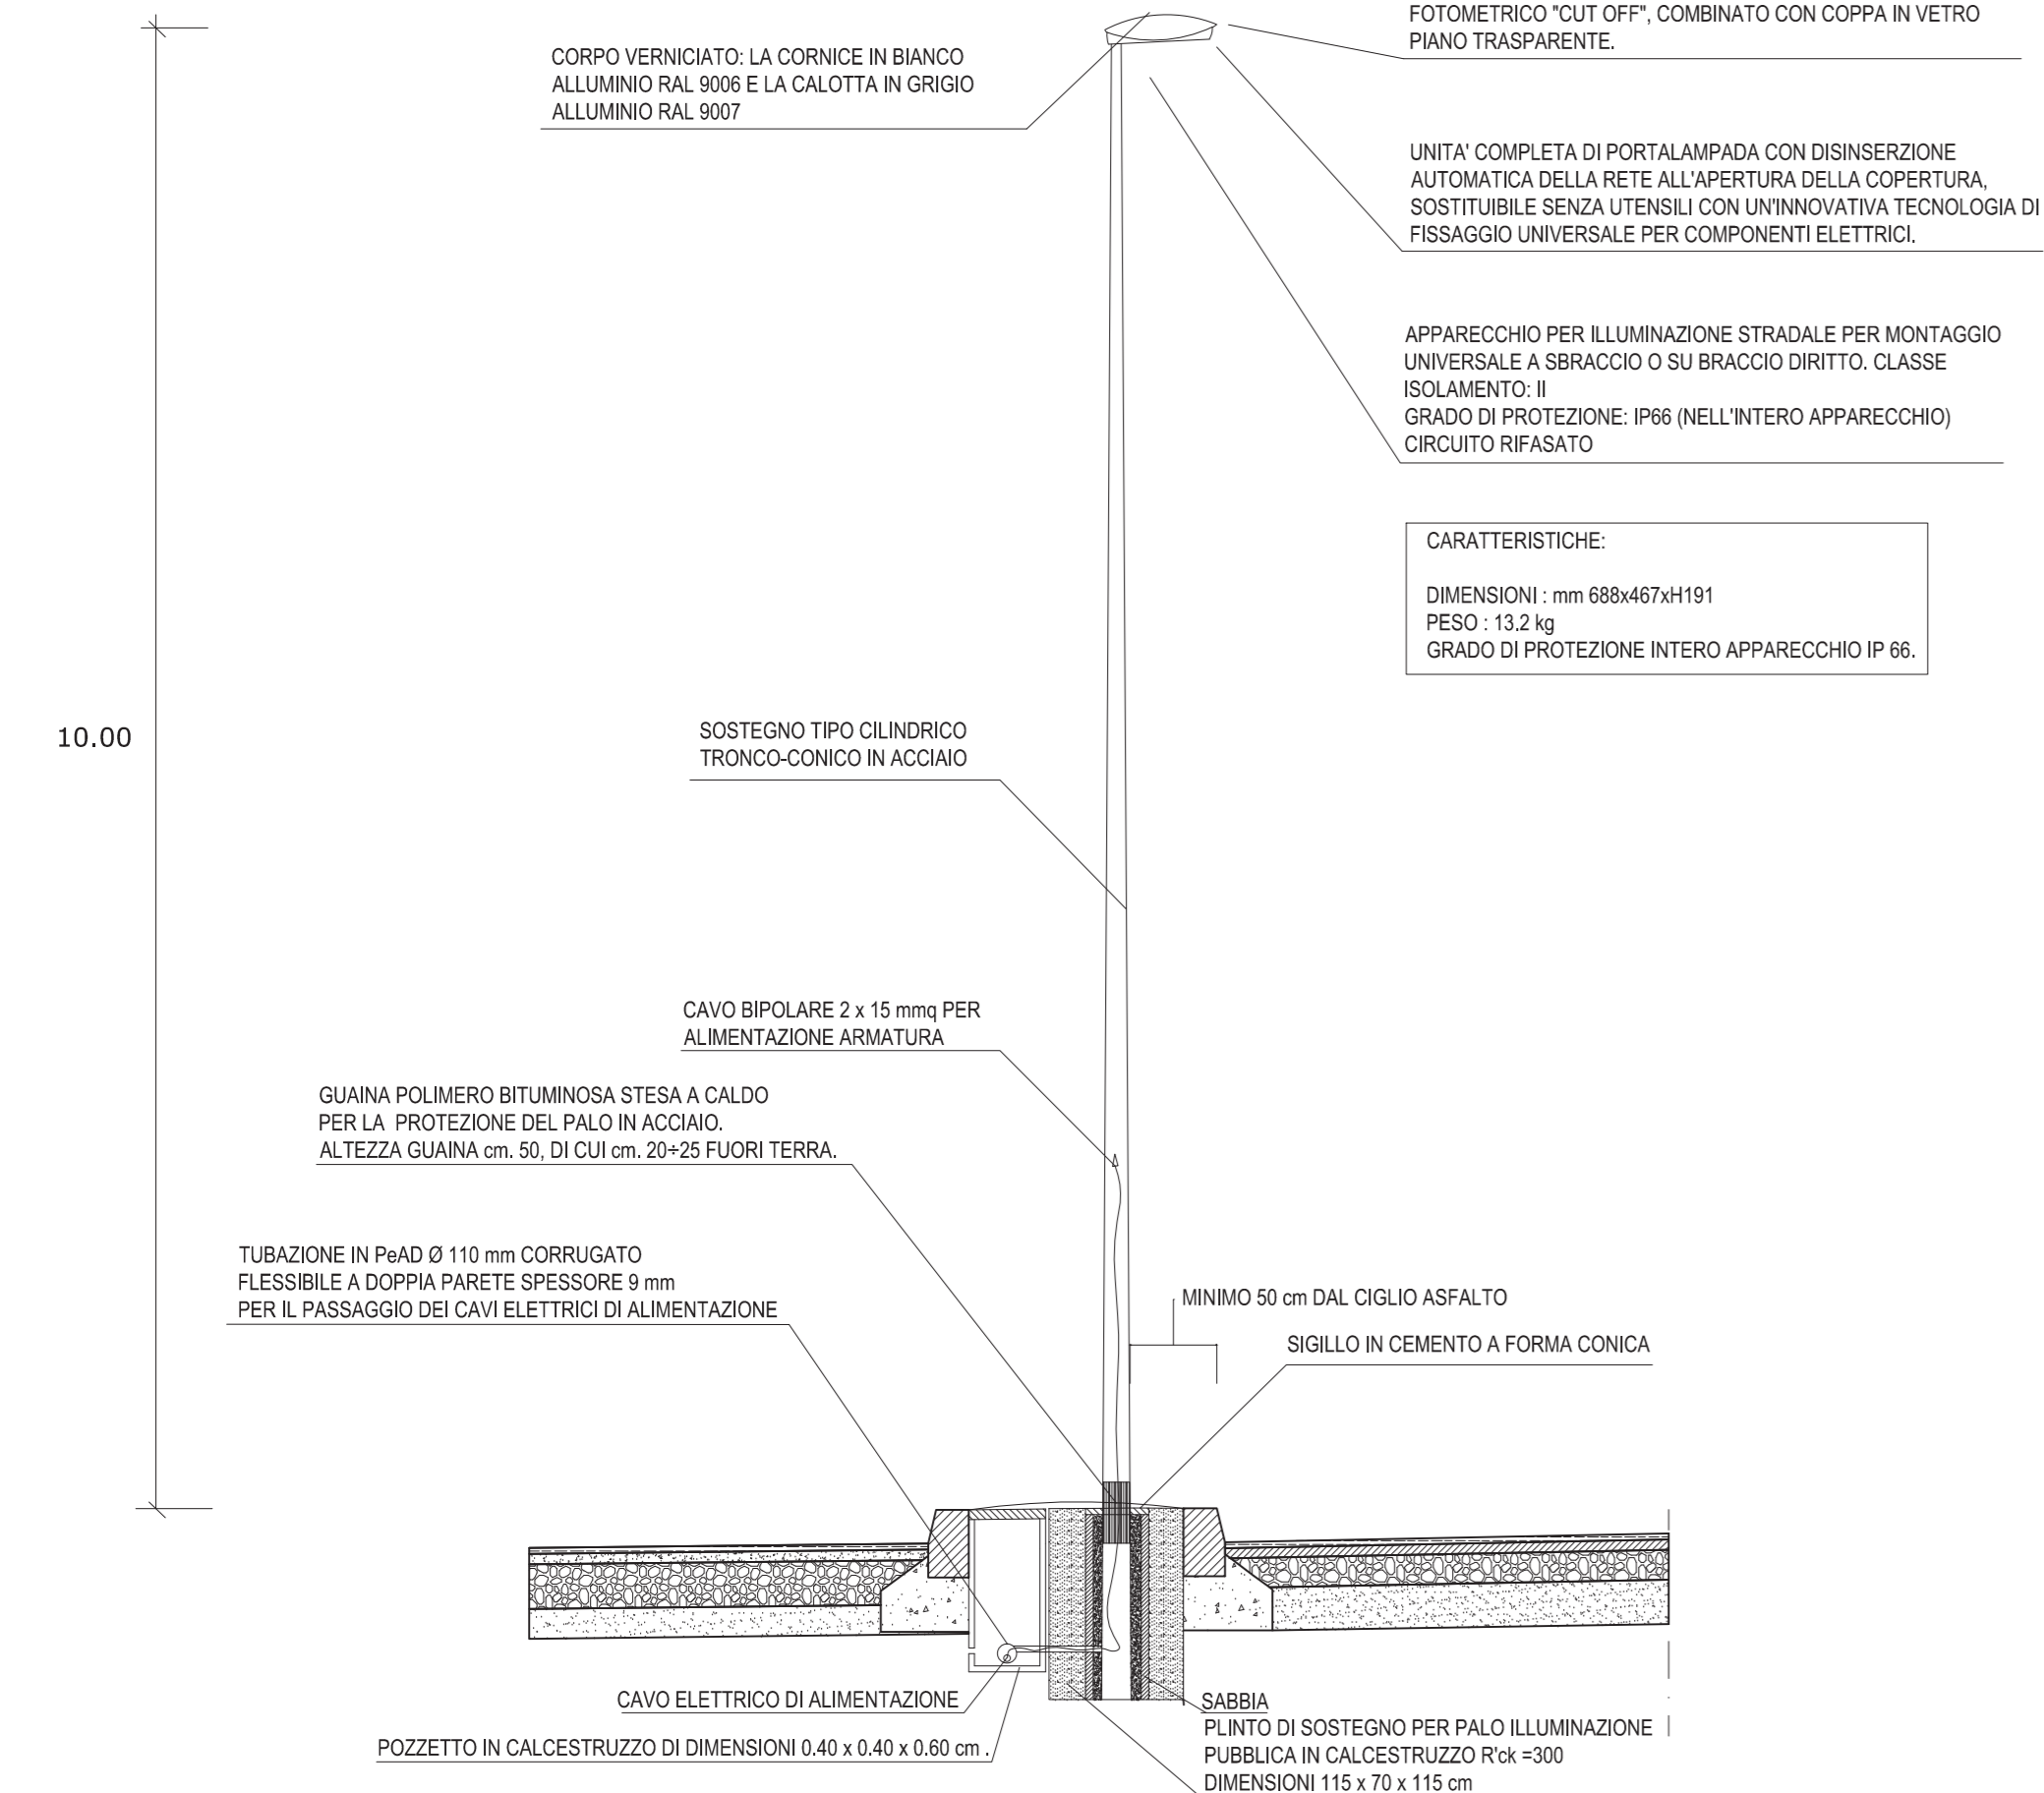 FOTOMETRICO "CUT OFF", COMBINATO CON COPPA IN VETRO
PIANO TRASPARENTE.
CORPO VERNICIATO: LA CORNICE IN BIANCO
ALLUMINIO RAL 9006 E LA CALOTTA IN GRIGIO
ALLUMINIO RAL 9007
UNITA' COMPLETA DI PORTALAMPADA CON DISINSERZIONE
AUTOMATICA DELLA RETE ALL'APERTURA DELLA COPERTURA,
SOSTITUIBILE SENZA UTENSILI CON UN'INNOVATIVA TECNOLOGIA DI
FISSAGGIO UNIVERSALE PER COMPONENTI ELETTRICI.
APPARECCHIO PER ILLUMINAZIONE STRADALE PER MONTAGGIO
UNIVERSALE A SBRACCIO O SU BRACCIO DIRITTO. CLASSE
ISOLAMENTO: II
GRADO DI PROTEZIONE: IP66 (NELL'INTERO APPARECCHIO)
CIRCUITO RIFASATO
CARATTERISTICHE:
DIMENSIONI : mm 688x467xH191
PESO : 13,2 kg
GRADO DI PROTEZIONE INTERO APPARECCHIO IP 66.
10.00
SOSTEGNO TIPO CILINDRICO
TRONCO-CONICO IN ACCIAIO
CAVO BIPOLARE 2 x 15 mmq PER
ALIMENTAZIONE ARMATURA
GUAINA POLIMERO BITUMINOSA STESA A CALDO
PER LA PROTEZIONE DEL PALO IN ACCIAIO.
ALTEZZA GUAINA cm. 50, DI CUI cm. 20÷25 FUORI TERRA.
TUBAZIONE IN PeAD Ø 110 mm CORRUGATO
FLESSIBILE A DOPPIA PARETE SPESSORE 9 mm
PER IL PASSAGGIO DEI CAVI ELETTRICI DI ALIMENTAZIONE
MINIMO 50 cm DAL CIGLIO ASFALTO
SIGILLO IN CEMENTO A FORMA CONICA
CAVO ELETTRICO DI ALIMENTAZIONE
POZZETTO IN CALCESTRUZZO DI DIMENSIONI 0.40 x 0.40 x 0.60 cm .
SABBIA
PLINTO DI SOSTEGNO PER PALO ILLUMINAZIONE
PUBBLICA IN CALCESTRUZZO R'ck =300
DIMENSIONI 115 x 70 x 115 cm